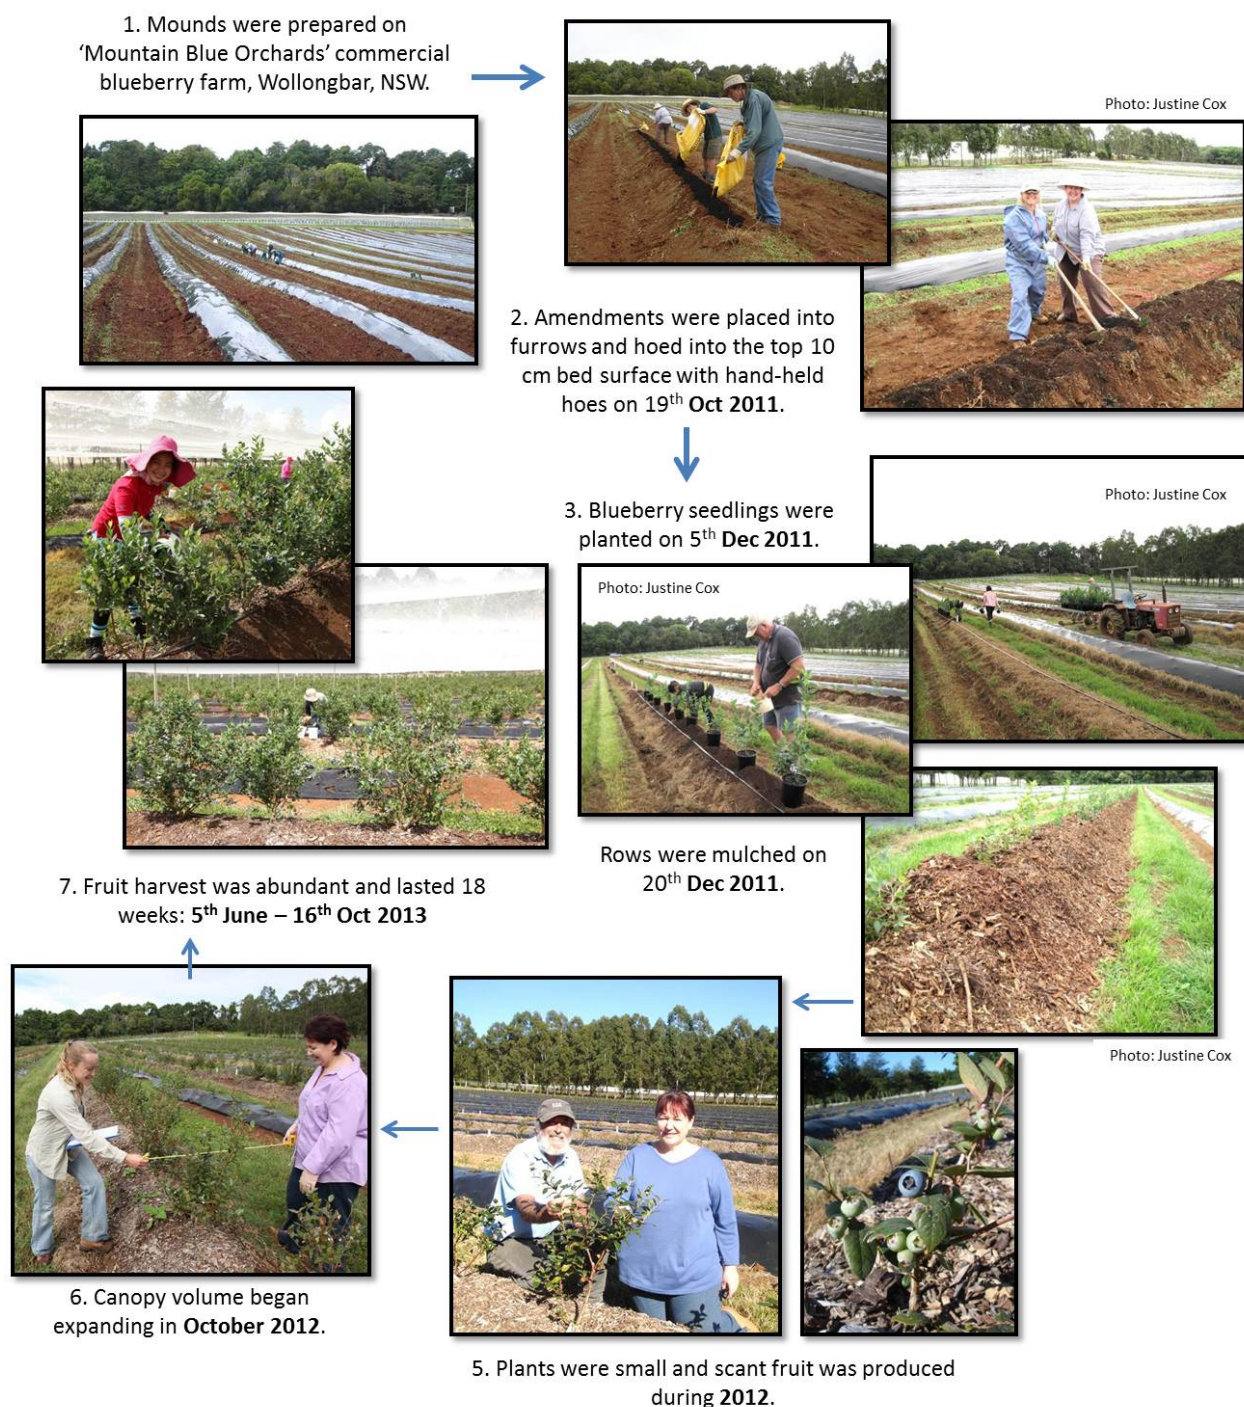 1. Mounds were prepared on
‘Mountain Blue Orchards’ commercial
blueberry farm, Wollongbar, NSW.
Photo: Justine Cox
2. Amendments were placed into
furrows and hoed into the top 10
cm bed surface with hand-held
hoes on 19th Oct 2011.
3. Blueberry seedlings were
planted on 5th Dec 2011.
Photo: Justine Cox
Photo: Justine Cox
Rows were mulched on
20th Dec 2011.
Photo: Justine Cox
5. Plants were small and scant fruit was produced
during 2012.
6. Canopy volume began
expanding in October 2012.
7. Fruit harvest was abundant and lasted 18
weeks: 5th June – 16th Oct 2013